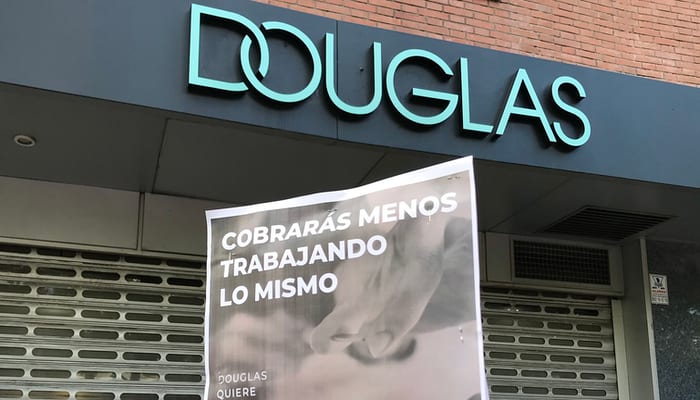 DOUGLAS
COBRARÁS MENOS
TRABAJANDO
LO MISMO
DOUGLAS
QUIERE